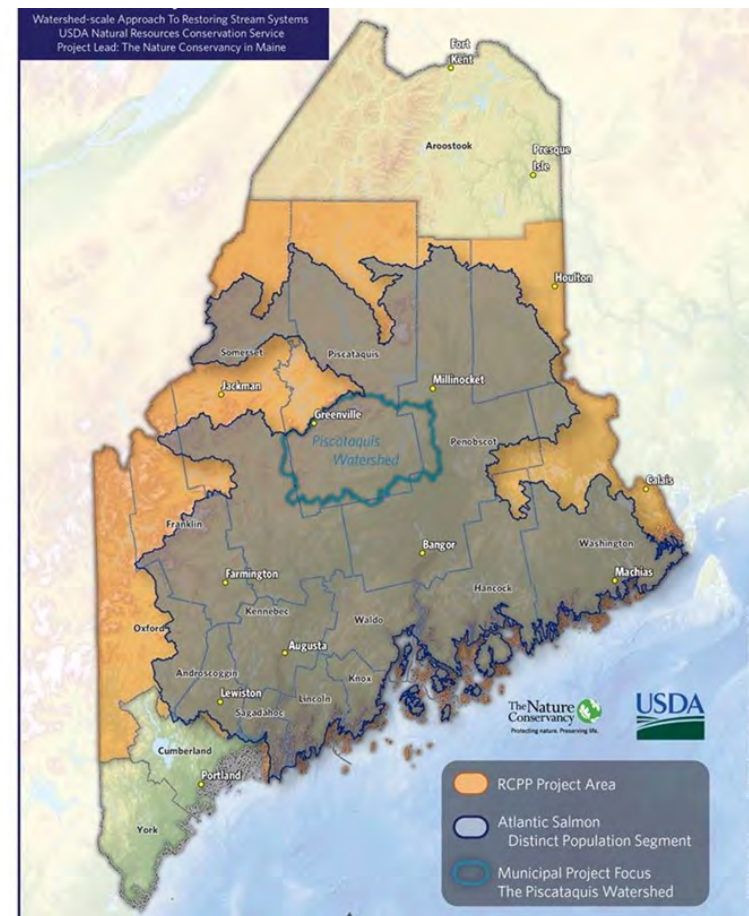 Watershed-scale Approach To Restoring Stream Systems
USDA Natural Resources Conservation Service
Project Lead: The Nature Conservancy in Maine
Fort
Kent
Aroostook
Presque
Isle
Houlton
Somerset
Piscataquis
Jackman
Millinocket
Greenville
Piscataquis
Watershed
Penobscot
Calais
Franklin
Bangor
Washington
Farmington
Machias
Hancock
Kennebec
Waldo
Oxford
Augusta
Androscoggin
Knox
Lewiston
Lincoln
Sagadahoc
The Nature
Conservancy
Protecting nature. Preserving life.
USDA
Cumberland
Portland
York
RCPP Project Area
Atlantic Salmon
Distinct Population Segment
Municipal Project Focus
The Piscataquis Watershed